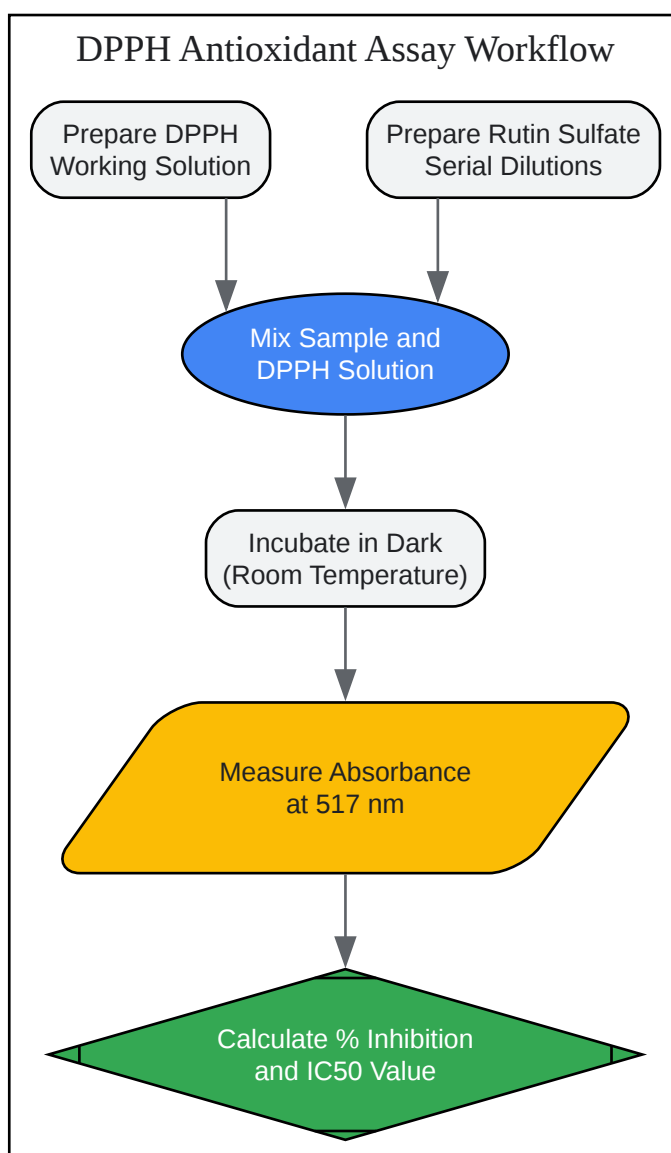 DPPH Antioxidant Assay Workflow
Prepare DPPH
Working Solution
Prepare Rutin Sulfate
Serial Dilutions
Mix Sample and
DPPH Solution
Incubate in Dark
(Room Temperature)
Measure Absorbance
at 517 nm
Calculate % Inhibition
and IC50 Value